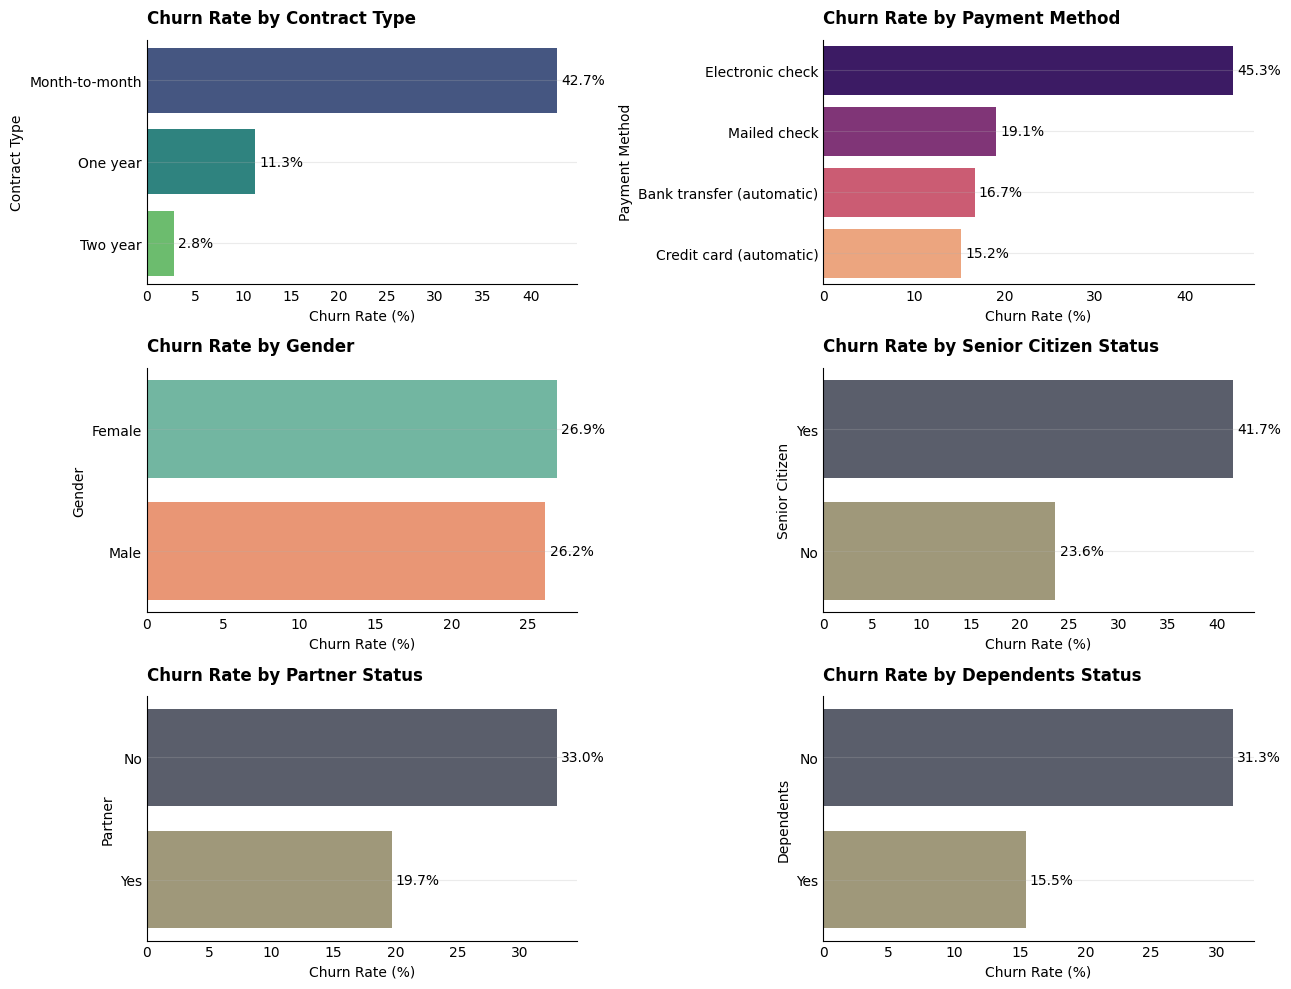 Churn Rate by Contract Type
Contract Type
Month-to-month
42.7%
One year
11.3%
Two year
2.8%
0 5 10 15 20 25 30 35 40
Churn Rate (%)
Churn Rate by Payment Method
Payment Method
Electronic check
45.3%
Mailed check
19.1%
Bank transfer (automatic)
16.7%
Credit card (automatic)
15.2%
0 10 20 30 40
Churn Rate (%)
Churn Rate by Gender
Gender
Female
26.9%
Male
26.2%
0 5 10 15 20 25
Churn Rate (%)
Churn Rate by Senior Citizen Status
Senior Citizen
Yes
41.7%
No
23.6%
0 5 10 15 20 25 30 35 40
Churn Rate (%)
Churn Rate by Partner Status
Partner
No
33.0%
Yes
19.7%
0 5 10 15 20 25 30
Churn Rate (%)
Churn Rate by Dependents Status
Dependents
No
31.3%
Yes
15.5%
0 5 10 15 20 25 30
Churn Rate (%)